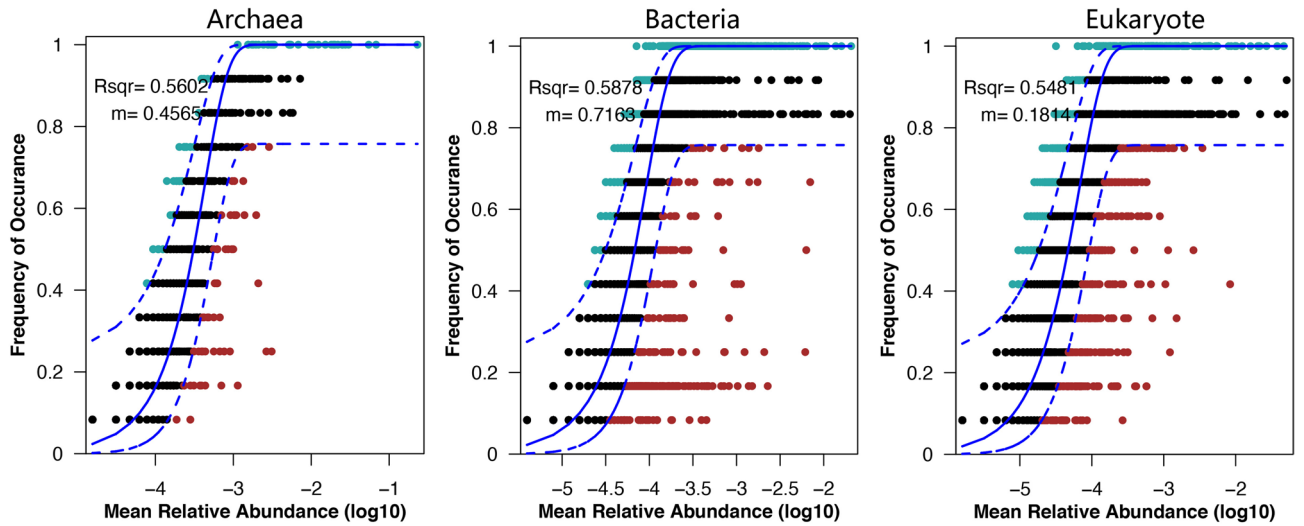 Archaea
Bacteria
Eukaryote
Frequency of Occurance
1
0.8
0.6
0.4
0.2
0
Rsqr= 0.5602
m= 0.4565
−4
−3
−2
−1
Mean Relative Abundance (log10)
Frequency of Occurance
1
0.8
0.6
0.4
0.2
0
Rsqr= 0.5878
m= 0.7163
−5
−4.5
−4
−3.5
−3
−2.5
−2
Mean Relative Abundance (log10)
Frequency of Occurance
1
0.8
0.6
0.4
0.2
0
Rsqr= 0.5481
m= 0.1814
−5
−4
−3
−2
Mean Relative Abundance (log10)